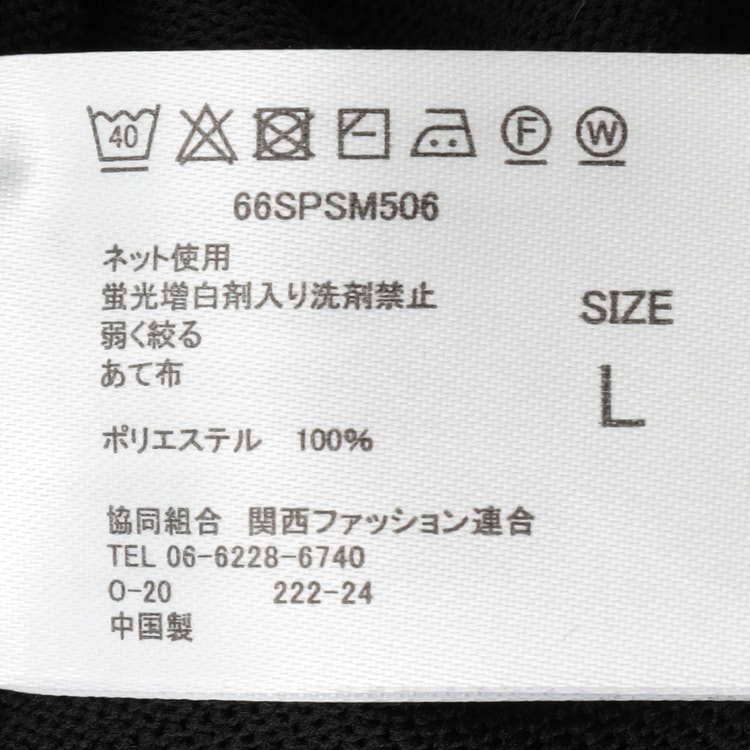 40 F W
66SPSM506
ネット使用
蛍光増白剤入り洗剤禁止
弱く絞る
あて布
SIZE
L
ポリエステル 100%
協同組合 関西ファッション連合
TEL 06-6228-6740
O-20 222-24
中国製